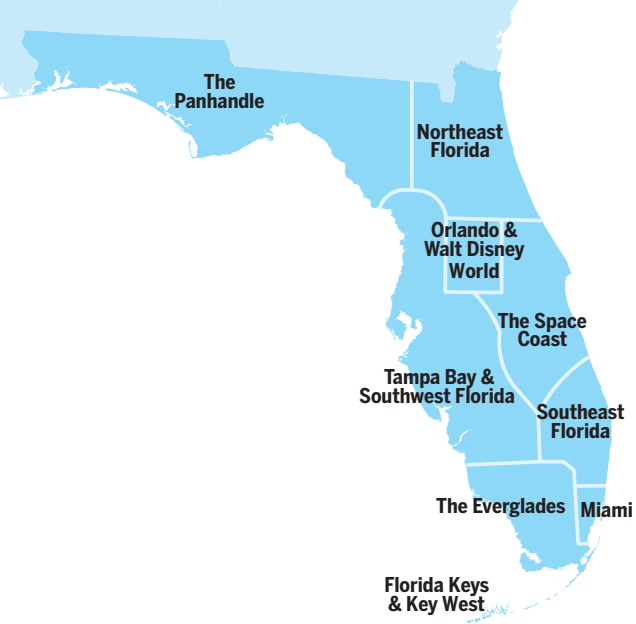 The
Panhandle
Northeast
Florida
Orlando &
Walt Disney
World
The Space
Coast
Tampa Bay &
Southwest Florida
Southeast
Florida
The Everglades
Miami
Florida Keys
& Key West